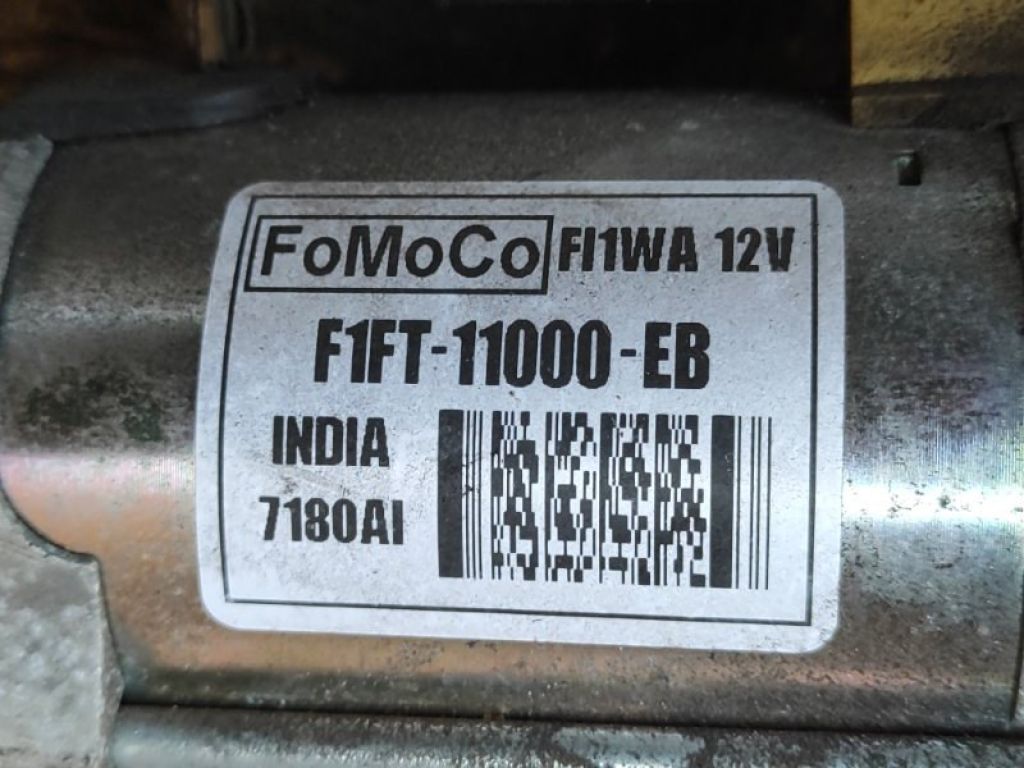 FoMoCo FI1WA 12V
F1FT-11000-EB
INDIA
7180AI